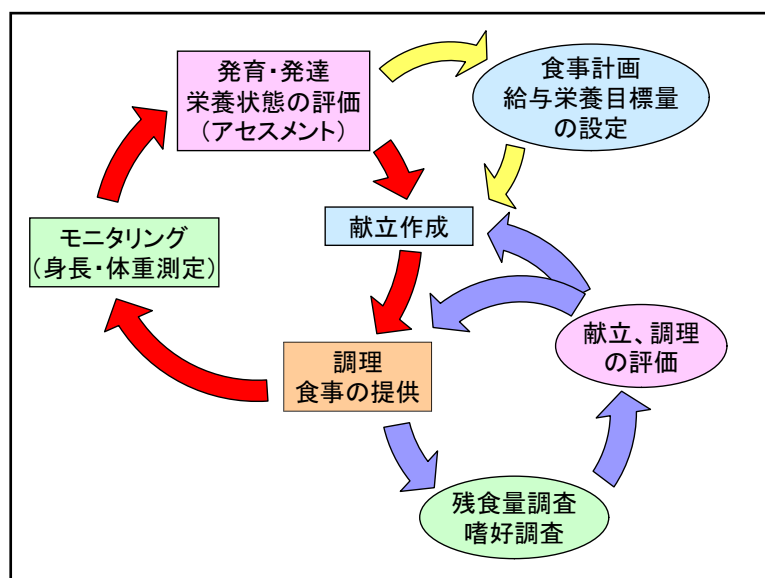 発育・発達
栄養状態の評価
(アセスメント)
食事計画
給与栄養目標量
の設定
献立作成
モニタリング
(身長・体重測定)
献立、調理
の評価
調理
食事の提供
残食量調査
嗜好調査